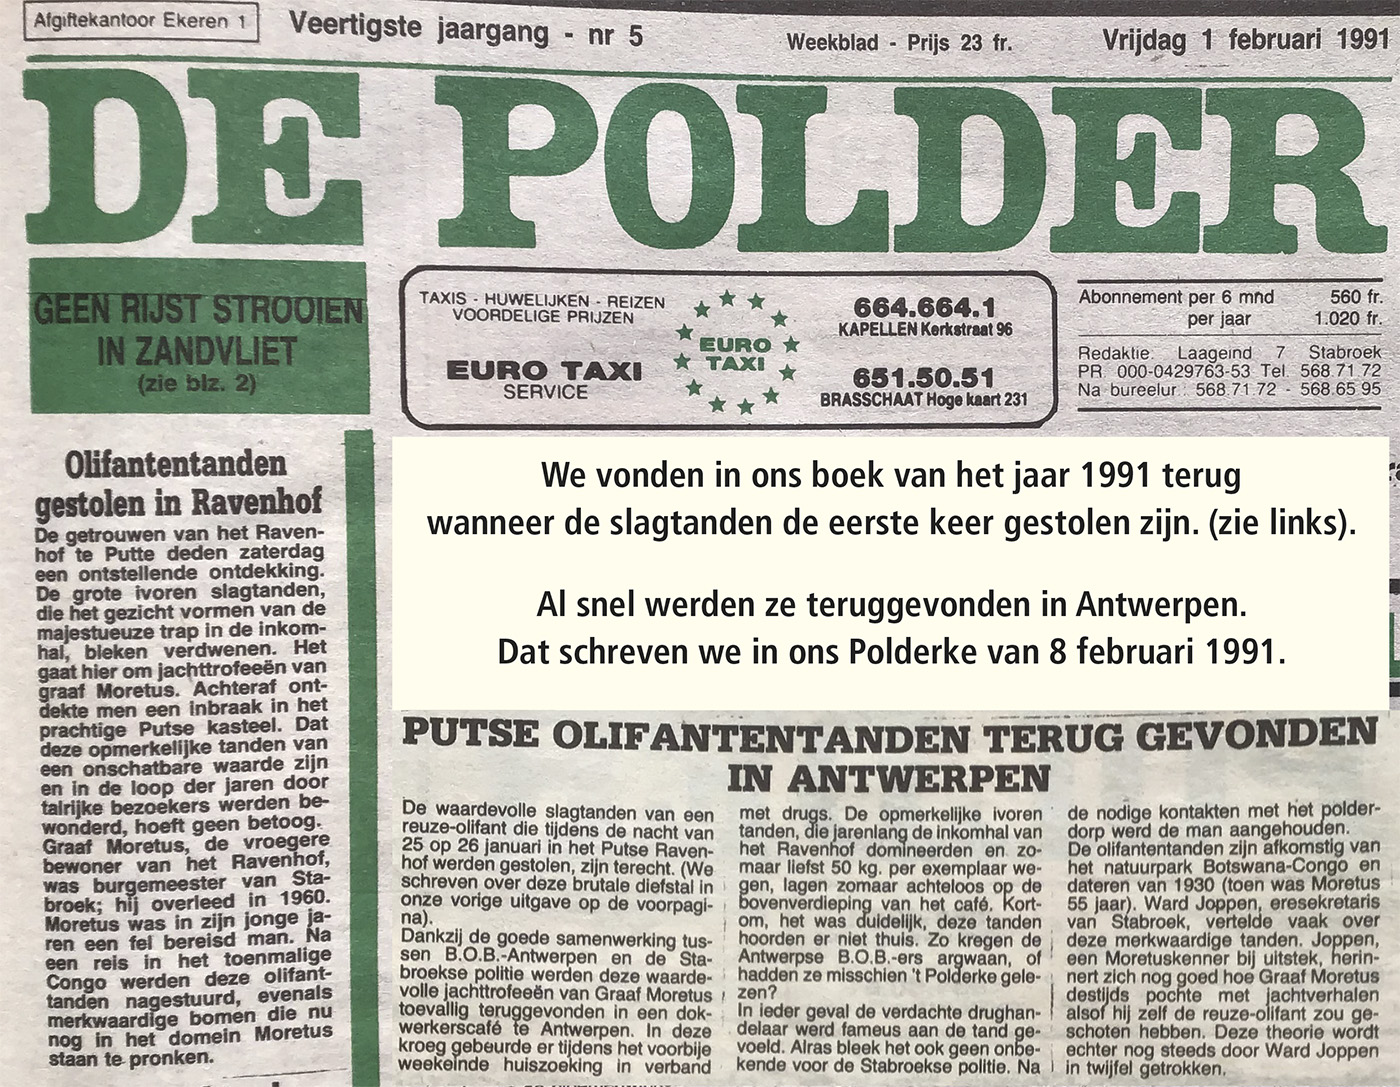 Afgiftekantoor Ekeren 1
Veertigste jaargang - nr 5
Weekblad - Prijs 23 fr.
Vrijdag 1 februari 1991
DE POLDER
GEEN RIJST STROOIEN
IN ZANDVLIET
(zie blz. 2)
TAXIS - HUWELIJKEN - REIZEN
VOORDELIGE PRIJZEN
EURO TAXI
SERVICE
EURO
TAXI
664.664.1
KAPELLEN Kerkstraat 96
651.50.51
BRASSCHAAT Hoge kaart 231
Abonnement per 6 mnd 560 fr.
per jaar 1.020 fr.
Redaktie: Laageind 7 Stabroek
PR 000-0429763-53 Tel. 568 71 72
Na bureelur: 568.71 72 - 568.65 95
Olifantentanden
gestolen in Ravenhof
De getrouwen van het Raven-
hof te Putte deden zaterdag
een ontstellende ontdekking.
De grote ivoren slagtanden,
die het gezicht vormen van de
majestueuze trap in de inkom-
hal, bleken verdwenen. Het
gaat hier om jachttrofeeën van
graaf Moretus. Achteraf ont-
dekte men een inbraak in het
prachtige Putse kasteel. Dat
deze opmerkelijke tanden van
een onschatbare waarde zijn
en in de loop der jaren door
talrijke bezoekers werden be-
wonderd, hoeft geen betoog.
Graaf Moretus, de vroegere
bewoner van het Ravenhof,
was burgemeester van Sta-
broek; hij overleed in 1960.
Moretus was in zijn jonge ja-
ren een fel bereisd man. Na
een reis in het toenmalige
Congo werden deze olifant-
tanden nagestuurd, evenals
merkwaardige bomen die nu
nog in het domein Moretus
staan te pronken.
We vonden in ons boek van het jaar 1991 terug
wanneer de slagtanden de eerste keer gestolen zijn. (zie links).
Al snel werden ze teruggevonden in Antwerpen.
Dat schreven we in ons Polderke van 8 februari 1991.
PUTSE OLIFANTENTANDEN TERUG GEVONDEN
IN ANTWERPEN
De waardevolle slagtanden van een
reuze-olifant die tijdens de nacht van
25 op 26 januari in het Putse Raven-
hof werden gestolen, zijn terecht. (We
schreven over deze brutale diefstal in
onze vorige uitgave op de voorpagi-
na).
Dankzij de goede samenwerking tus-
sen B.O.B.-Antwerpen en de Sta-
broekse politie werden deze waarde-
volle jachttrofeeën van Graaf Moretus
toevallig teruggevonden in een dok-
werkerscafé te Antwerpen. In deze
kroeg gebeurde er tijdens het voorbije
weekeinde huiszoeking in verband
met drugs. De opmerkelijke ivoren
tanden, die jarenlang de inkomhal van
het Ravenhof domineerden en zo-
maar liefst 50 kg. per exemplaar we-
gen, lagen zomaar achteloos op de
bovenverdieping van het café. Kort-
om, het was duidelijk, deze tanden
hoorden er niet thuis. Zo kregen de
Antwerpse B.O.B.-ers argwaan, of
hadden ze misschien 't Polderke gele-
zen?
In ieder geval de verdachte drughan-
delaar werd fameus aan de tand ge-
voeld. Alras bleek het ook geen onbe-
kende voor de Stabroekse politie. Na
de nodige kontakten met het polder-
dorp werd de man aangehouden.
De olifantentanden zijn afkomstig van
het natuurpark Botswana-Congo en
dateren van 1930 (toen was Moretus
55 jaar). Ward Joppen, eresekretaris
van Stabroek, vertelde vaak over
deze merkwaardige tanden. Joppen,
een Moretuskenner bij uitstek, herin-
nert zich nog goed hoe Graaf Moretus
destijds pochte met jachtverhalen
alsof hij zelf de reuze-olifant zou ge-
schoten hebben. Deze theorie wordt
echter nog steeds door Ward Joppen
in twijfel getrokken.